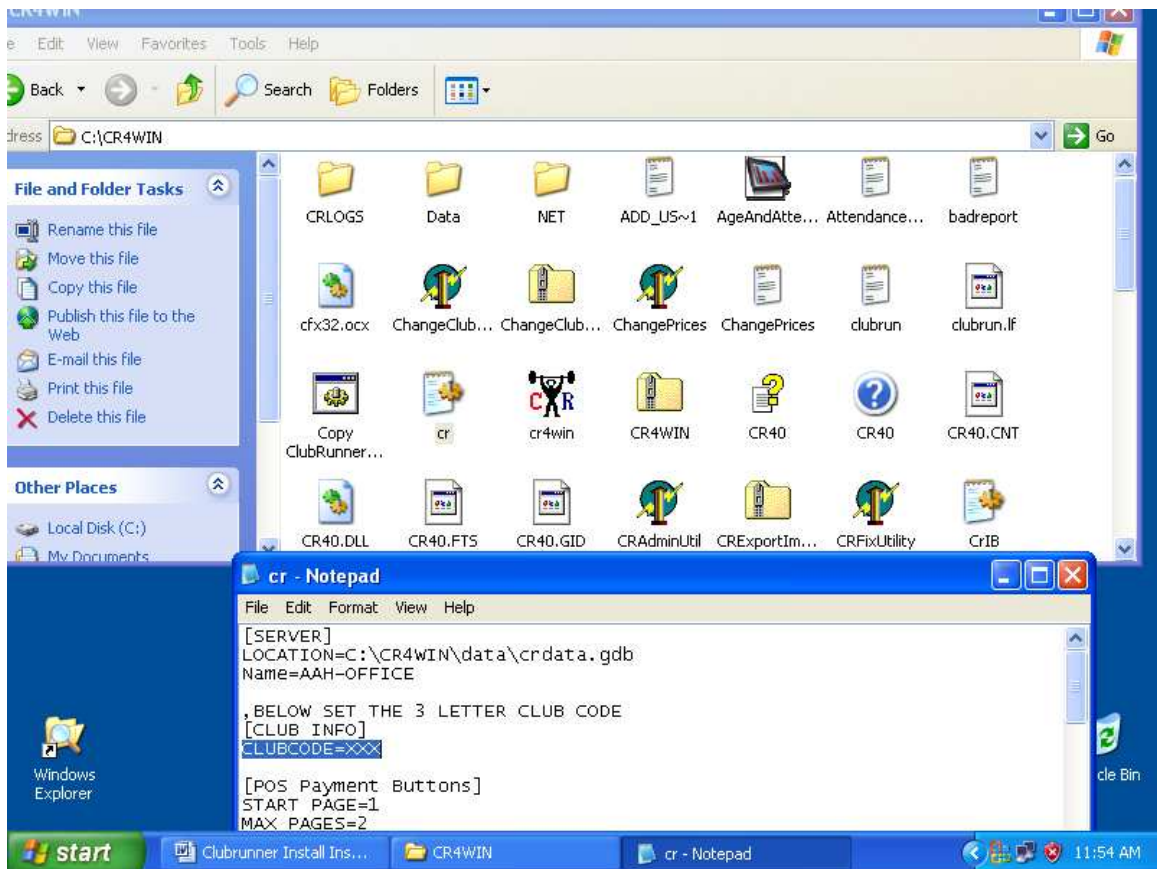 CR4WIN
e Edit View Favorites Tools Help
Back Search Folders
dress C:\CR4WIN Go
File and Folder Tasks
Rename this file
Move this file
Copy this file
Publish this file to the
Web
E-mail this file
Print this file
Delete this file
Other Places
Local Disk (C:)
My Documents
CRLOGS Data NET ADD_US~1 AgeAndAtte... Attendance... badreport
cfx32.ocx ChangeClub... ChangeClub... ChangePrices ChangePrices clubrun clubrun.lf
Copy
ClubRunner... cr cr4win CR4WIN CR40 CR40 CR40.CNT
C R
CR40.DLL CR40.FTS CR40.GID CRAdminUtil CRExportIm... CRFixUtility CrIB
cr - Notepad
File Edit Format View Help
[SERVER]
LOCATION=C:\CR4WIN\data\crdata.gdb
Name=AAH-OFFICE
,BELOW SET THE 3 LETTER CLUB CODE
[CLUB INFO]
CLUBCODE=XXX
[POS Payment Buttons]
START PAGE=1
MAX PAGES=2
Windows
Explorer
cle Bin
start Clubrunner Install Ins... CR4WIN cr - Notepad 11:54 AM